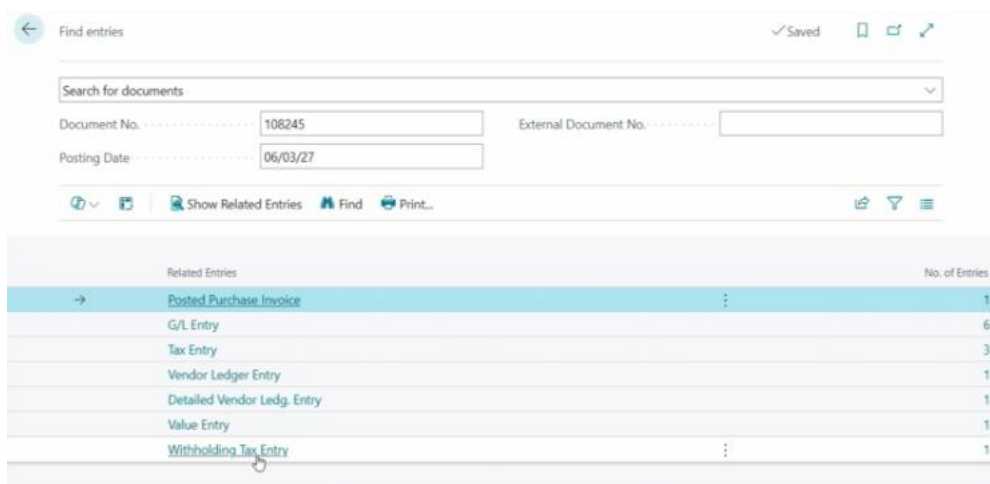 Find entries Saved
Search for documents
Document No. 108245 External Document No.
Posting Date 06/03/27
Show Related Entries Find Print...
Related Entries No. of Entries
Posted Purchase Invoice 1
G/L Entry 6
Tax Entry 3
Vendor Ledger Entry 1
Detailed Vendor Ledg. Entry 1
Value Entry 1
Withholding Tax Entry 1